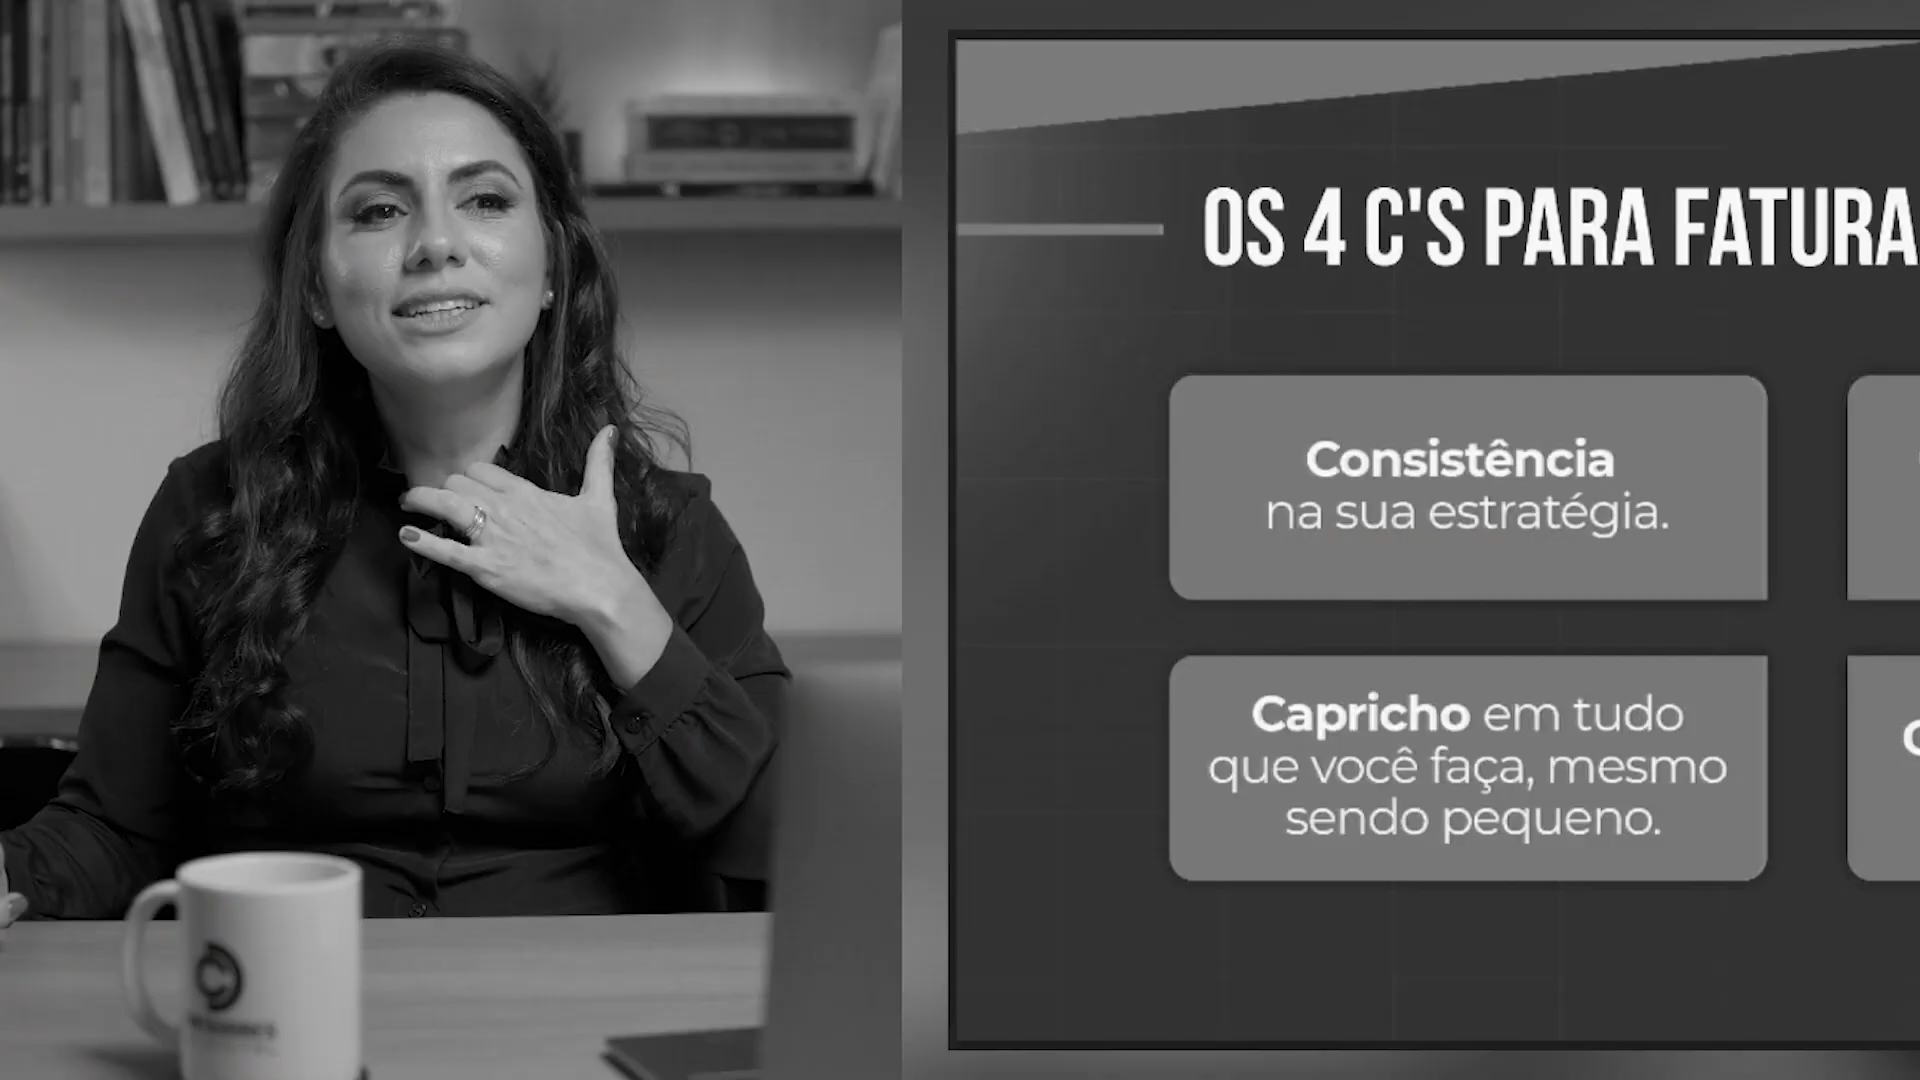 OS 4 C'S PARA FATURA
Consistência
na sua estratégia.
Capricho em tudo
que você faça, mesmo
sendo pequeno.